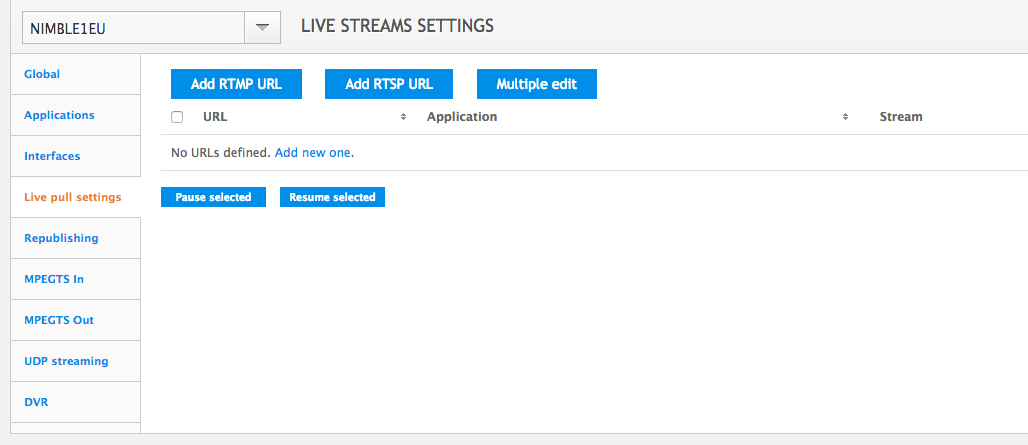 NIMBLE1EU LIVE STREAMS SETTINGS
Global
Applications
Interfaces
Live pull settings
Republishing
MPEGTS In
MPEGTS Out
UDP streaming
DVR
Add RTMP URL Add RTSP URL Multiple edit
URL Application Stream
No URLs defined. Add new one.
Pause selected Resume selected